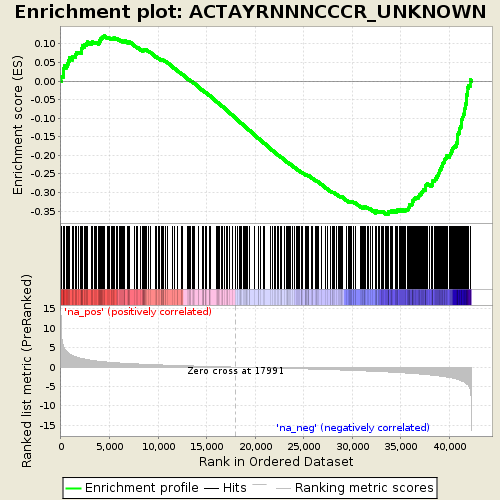 Enrichment plot: ACTAYRNNNCCCR_UNKNOWN
Enrichment score (ES)
0.10
0.05
0.00
-0.05
-0.10
-0.15
-0.20
-0.25
-0.30
-0.35
Ranked list metric (PreRanked)
15
10
5
0
-5
-10
-15
'na_pos' (positively correlated)
Zero cross at 17991
'na_neg' (negatively correlated)
0
5,000
10,000
15,000
20,000
25,000
30,000
35,000
40,000
Rank in Ordered Dataset
Enrichment profile
Hits
Ranking metric scores